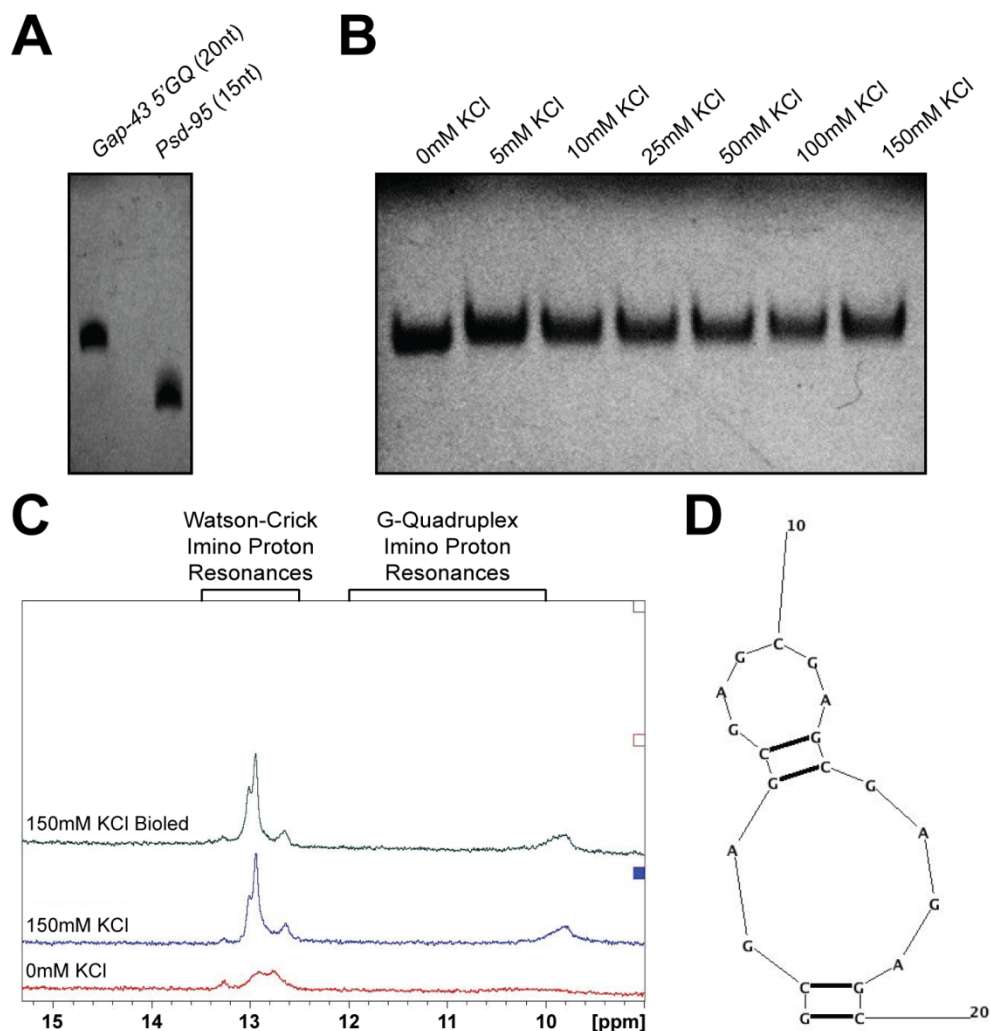 A
Gap-43 5'GQ (20nt)
Psd-95 (15nt)
B
0mM KCl
5mM KCl
10mM KCl
25mM KCl
50mM KCl
100mM KCl
150mM KCl
C
Watson-Crick
Imino Proton
Resonances
G-Quadruplex
Imino Proton
Resonances
150mM KCl Bioled
150mM KCl
0mM KCl
15 14 13 12 11 10 [ppm]
D
10
G C G
A A
G C G
G C G
A A
G G
C G A
G C 20